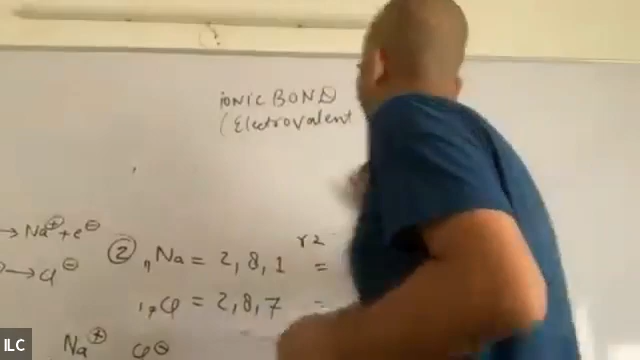 IONIC BOND
(Electrovalent
→ Na⊕ + e⊖
② ₁₁Na = 2, 8, 1 =
→ Cl⊖
₁₇Cl = 2, 8, 7 =
Na⊕ Cl⊖
ILC